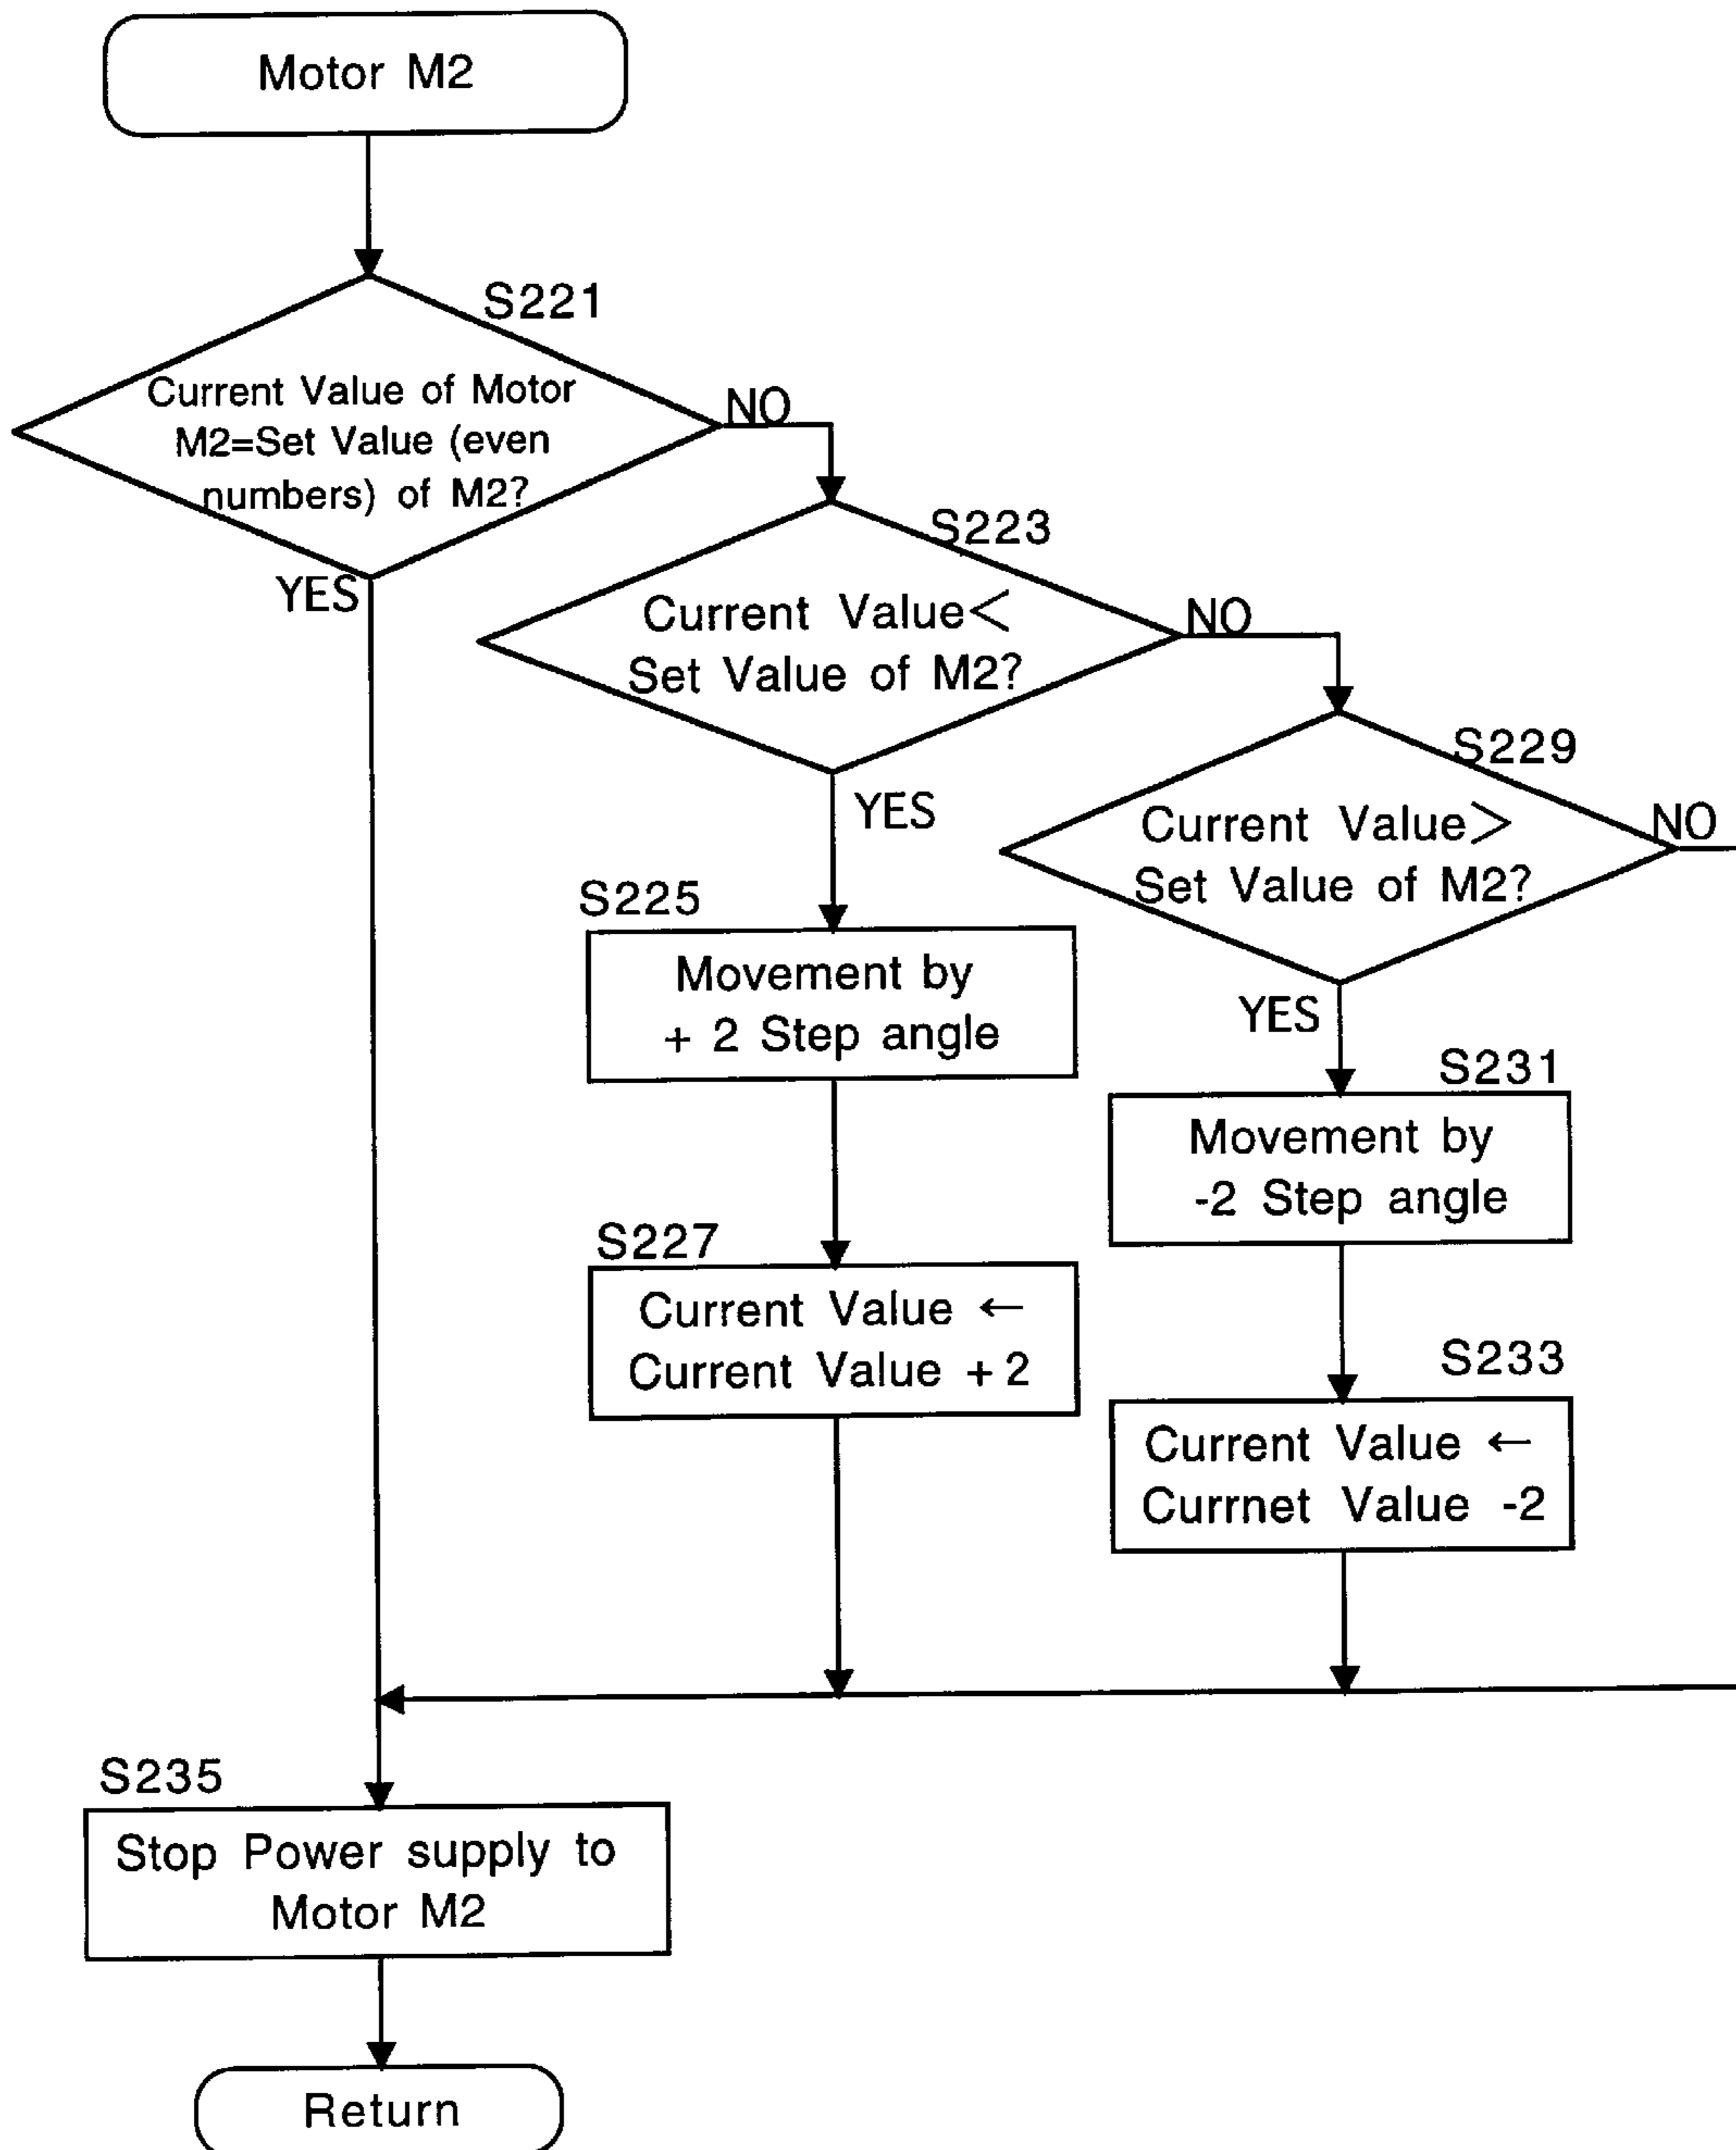 Motor M2
S221
Current Value of Motor
M2=Set Value (even
numbers) of M2?
NO
YES
S223
Current Value<
Set Value of M2?
NO
YES
S229
Current Value>
Set Value of M2?
NO
YES
S225
Movement by
+ 2 Step angle
S231
Movement by
-2 Step angle
S227
Current Value ←
Current Value +2
S233
Current Value ←
Currnet Value -2
S235
Stop Power supply to
Motor M2
Return